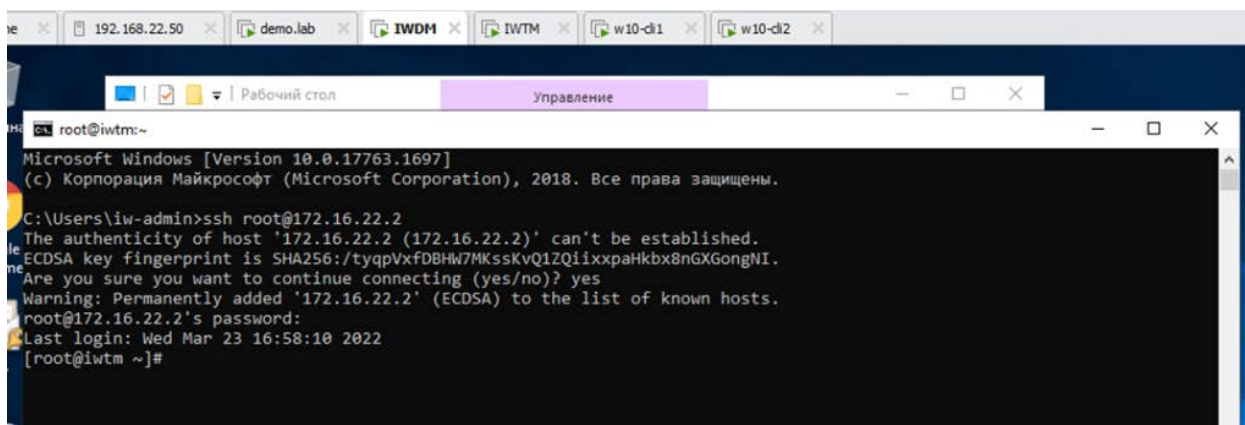 192.168.22.50 demo.lab IWDM IWTM w10-cli1 w10-cli2
Рабочий стол Управление
root@iwtm:~
Microsoft Windows [Version 10.0.17763.1697]
(c) Корпорация Майкрософт (Microsoft Corporation), 2018. Все права защищены.
C:\Users\iw-admin>ssh root@172.16.22.2
The authenticity of host '172.16.22.2 (172.16.22.2)' can't be established.
ECDSA key fingerprint is SHA256:/tyqpVxfDBHW7MKssKvQ1ZQiixxpaHkbx8nGXGongNI.
Are you sure you want to continue connecting (yes/no)? yes
Warning: Permanently added '172.16.22.2' (ECDSA) to the list of known hosts.
root@172.16.22.2's password:
Last login: Wed Mar 23 16:58:10 2022
[root@iwtm ~]#